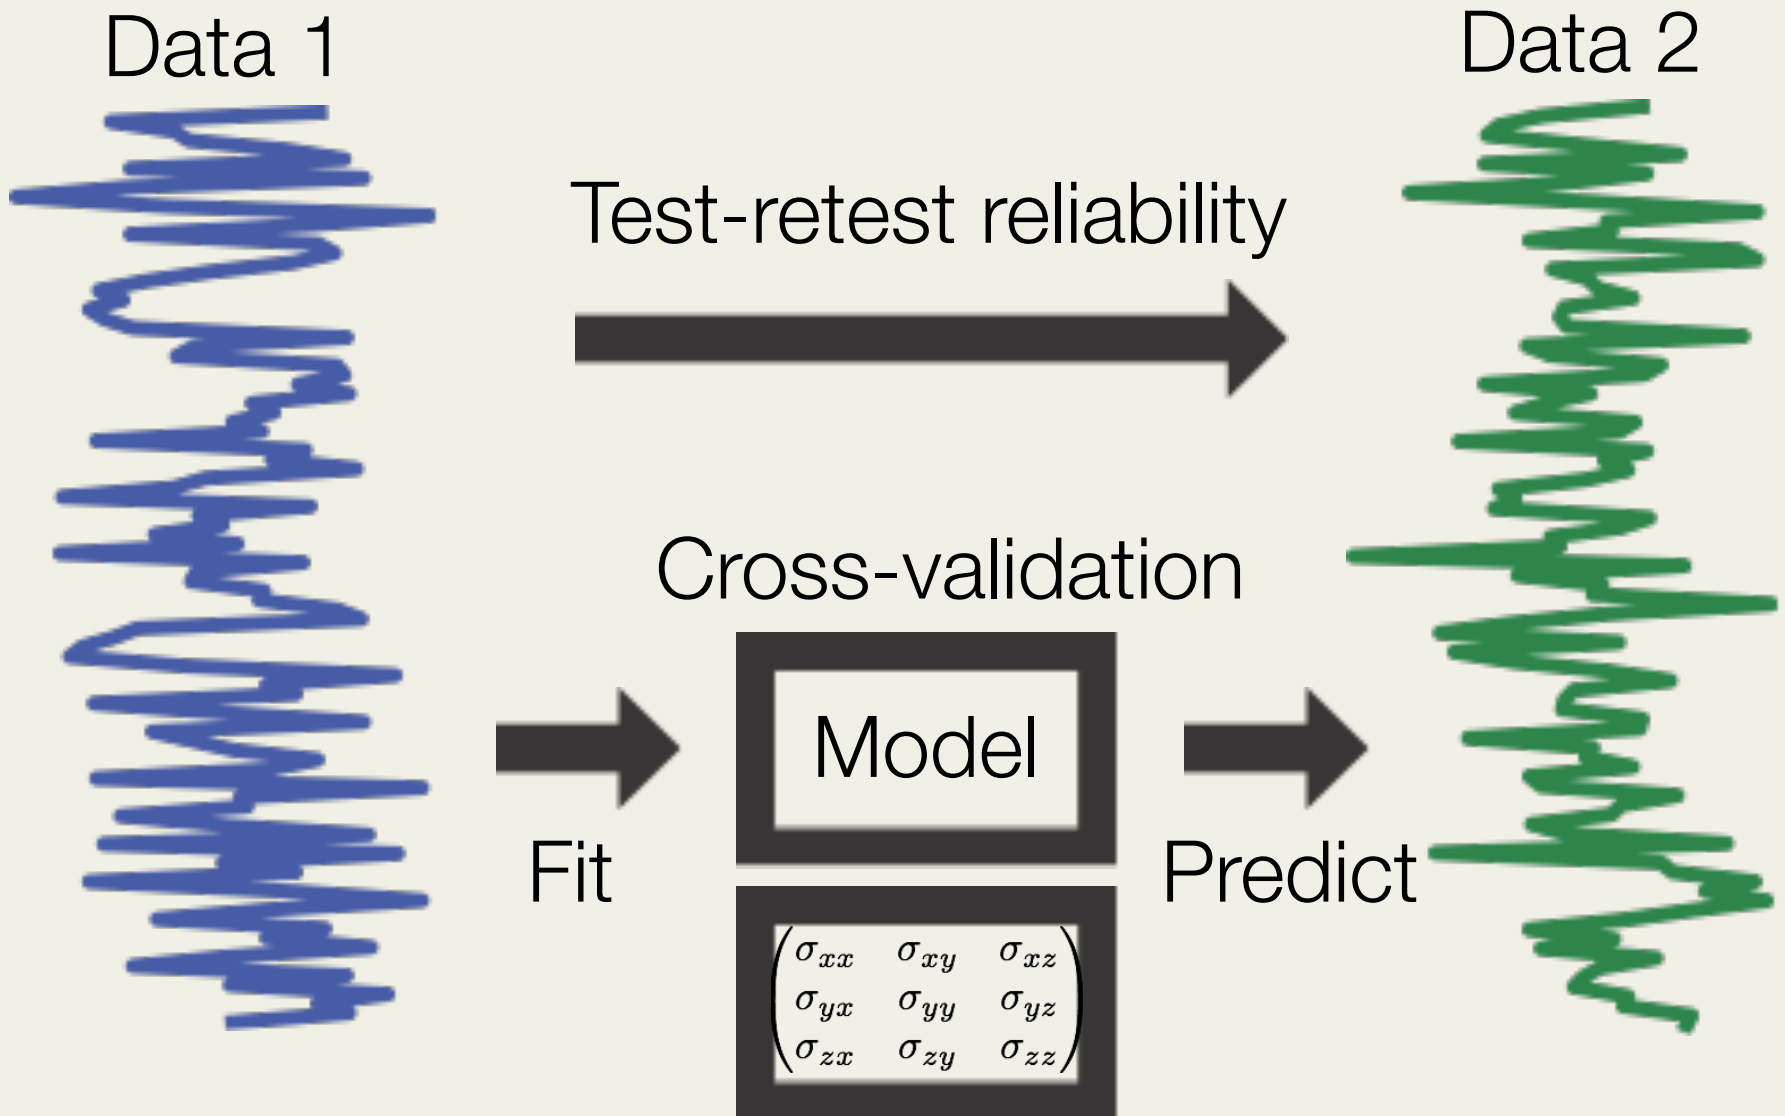 Data 1
Data 2
Test-retest reliability
Cross-validation
Model
Fit
Predict
σxx σxy σxz
σyx σyy σyz
σzx σzy σzz